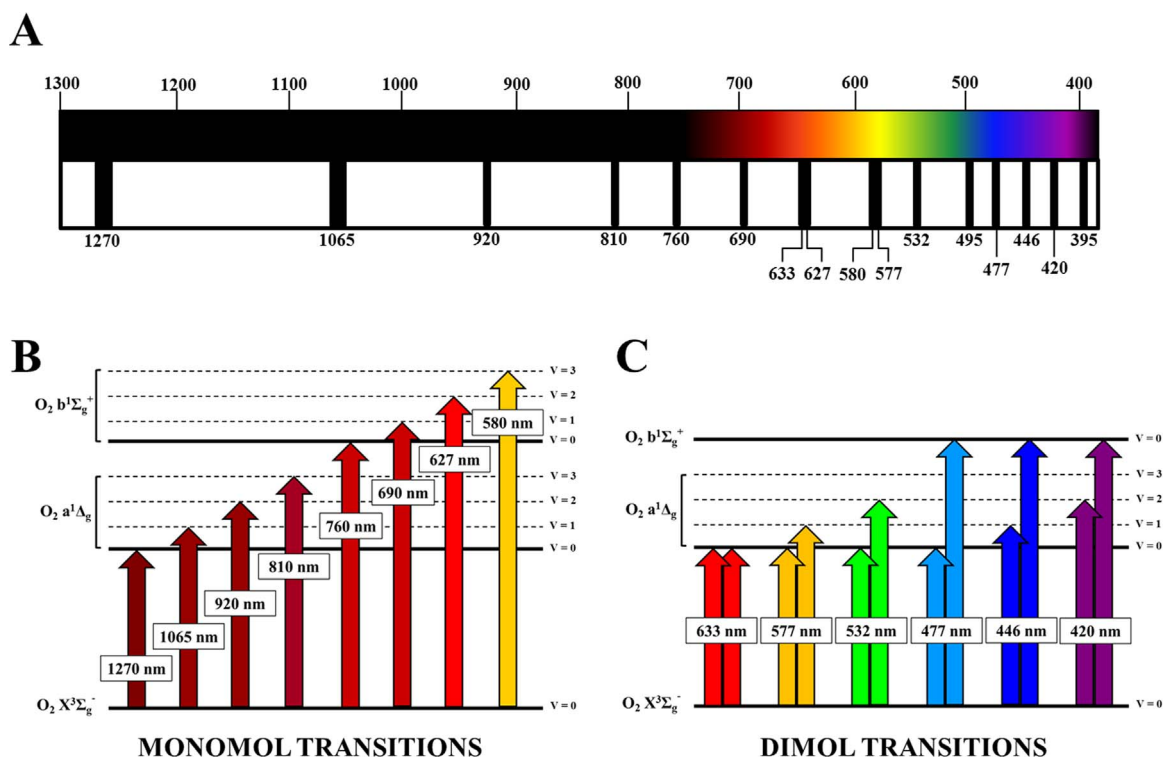 A
1300 1200 1100 1000 900 800 700 600 500 400
1270 1065 920 810 760 690 532 495 446 395
633 627 580 577 477 420
B
O₂ b¹Σg⁺
O₂ a¹Δg
O₂ X³Σg⁻
V = 3
V = 2
V = 1
V = 0
V = 3
V = 2
V = 1
V = 0
V = 0
1270 nm
1065 nm
920 nm
810 nm
760 nm
690 nm
627 nm
580 nm
MONOMOL TRANSITIONS
C
O₂ b¹Σg⁺
O₂ a¹Δg
O₂ X³Σg⁻
V = 0
V = 3
V = 2
V = 1
V = 0
V = 0
633 nm
577 nm
532 nm
477 nm
446 nm
420 nm
DIMOL TRANSITIONS